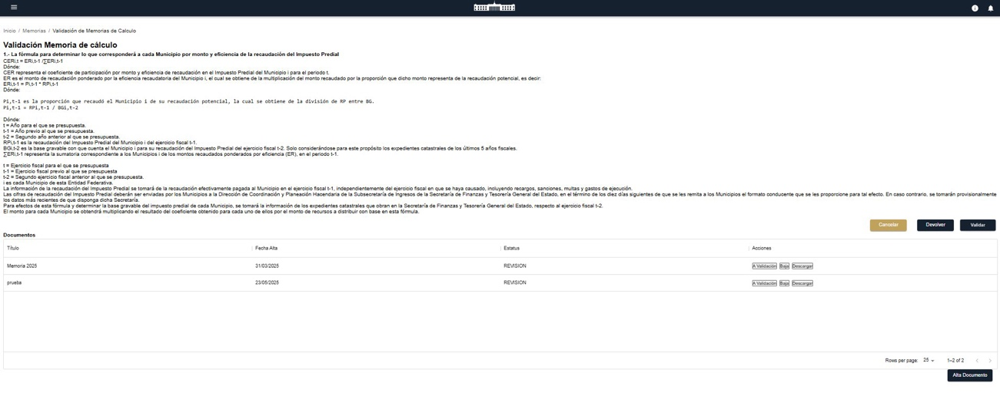 Inicio / Memorias / Validación de Memorias de Calculo
Validación Memoria de cálculo
1.- La fórmula para determinar lo que corresponderá a cada Municipio por monto y eficiencia de la recaudación del Impuesto Predial
CERi,t = ERi,t-1 /∑ERi,t-1
Dónde:
CER representa el coeficiente de participación por monto y eficiencia de recaudación en el Impuesto Predial del Municipio i para el periodo t.
ER es el monto de recaudación ponderado por la eficiencia recaudatoria del Municipio i, el cual se obtiene de la multiplicación del monto recaudado por la proporción que dicho monto representa de la recaudación potencial, es decir:
ERi,t-1 = Pi,t-1 * RPi,t-1
Dónde:
Pi,t-1 es la proporción que recaudó el Municipio i de su recaudación potencial, la cual se obtiene de la división de RP entre BG.
Pi,t-1 = RPi,t-1 / BGi,t-2
Dónde:
t = Año para el que se presupuesta.
t-1 = Año previo al que se presupuesta.
t-2 = Segundo año anterior al que se presupuesta.
RPi,t-1 es la recaudación del Impuesto Predial del Municipio i del ejercicio fiscal t-1.
BGi,t-2 es la base gravable con que cuenta el Municipio i para su recaudación del Impuesto Predial del ejercicio fiscal t-2. Solo considerándose para este propósito los expedientes catastrales de los últimos 5 años fiscales.
∑ERi,t-1 representa la sumatoria correspondiente a los Municipios i de los montos recaudados ponderados por eficiencia (ER), en el periodo t-1.
t = Ejercicio fiscal para el que se presupuesta
t-1 = Ejercicio fiscal previo al que se presupuesta
t-2 = Segundo ejercicio fiscal anterior al que se presupuesta.
i es cada Municipio de esta Entidad Federativa.
La información de la recaudación del Impuesto Predial se tomará de la recaudación efectivamente pagada al Municipio en el ejercicio fiscal t-1, independientemente del ejercicio fiscal en que se haya causado, incluyendo recargos, sanciones, multas y gastos de ejecución.
Las cifras de recaudación del Impuesto Predial deberán ser enviadas por los Municipios a la Dirección de Coordinación y Planeación Hacendaria de la Subsecretaría de Ingresos de la Secretaría de Finanzas y Tesorería General del Estado, en el término de los diez días siguientes de que se les remita a los Municipios el formato conducente que se les proporcione para tal efecto. En caso contrario, se tomarán provisionalmente
los datos más recientes de que disponga dicha Secretaría.
Para efectos de esta fórmula y determinar la base gravable del impuesto predial de cada Municipio, se tomará la información de los expedientes catastrales que obran en la Secretaría de Finanzas y Tesorería General del Estado, respecto al ejercicio fiscal t-2.
El monto para cada Municipio se obtendrá multiplicando el resultado del coeficiente obtenido para cada uno de ellos por el monto de recursos a distribuir con base en esta fórmula.
Cancelar Devolver Validar
Documentos
Título Fecha Alta Estatus Acciones
Memoria 2025 31/03/2025 REVISION A Validación Baja Descargar
prueba 23/05/2025 REVISION A Validación Baja Descargar
Rows per page: 25 1–2 of 2
Alta Documento